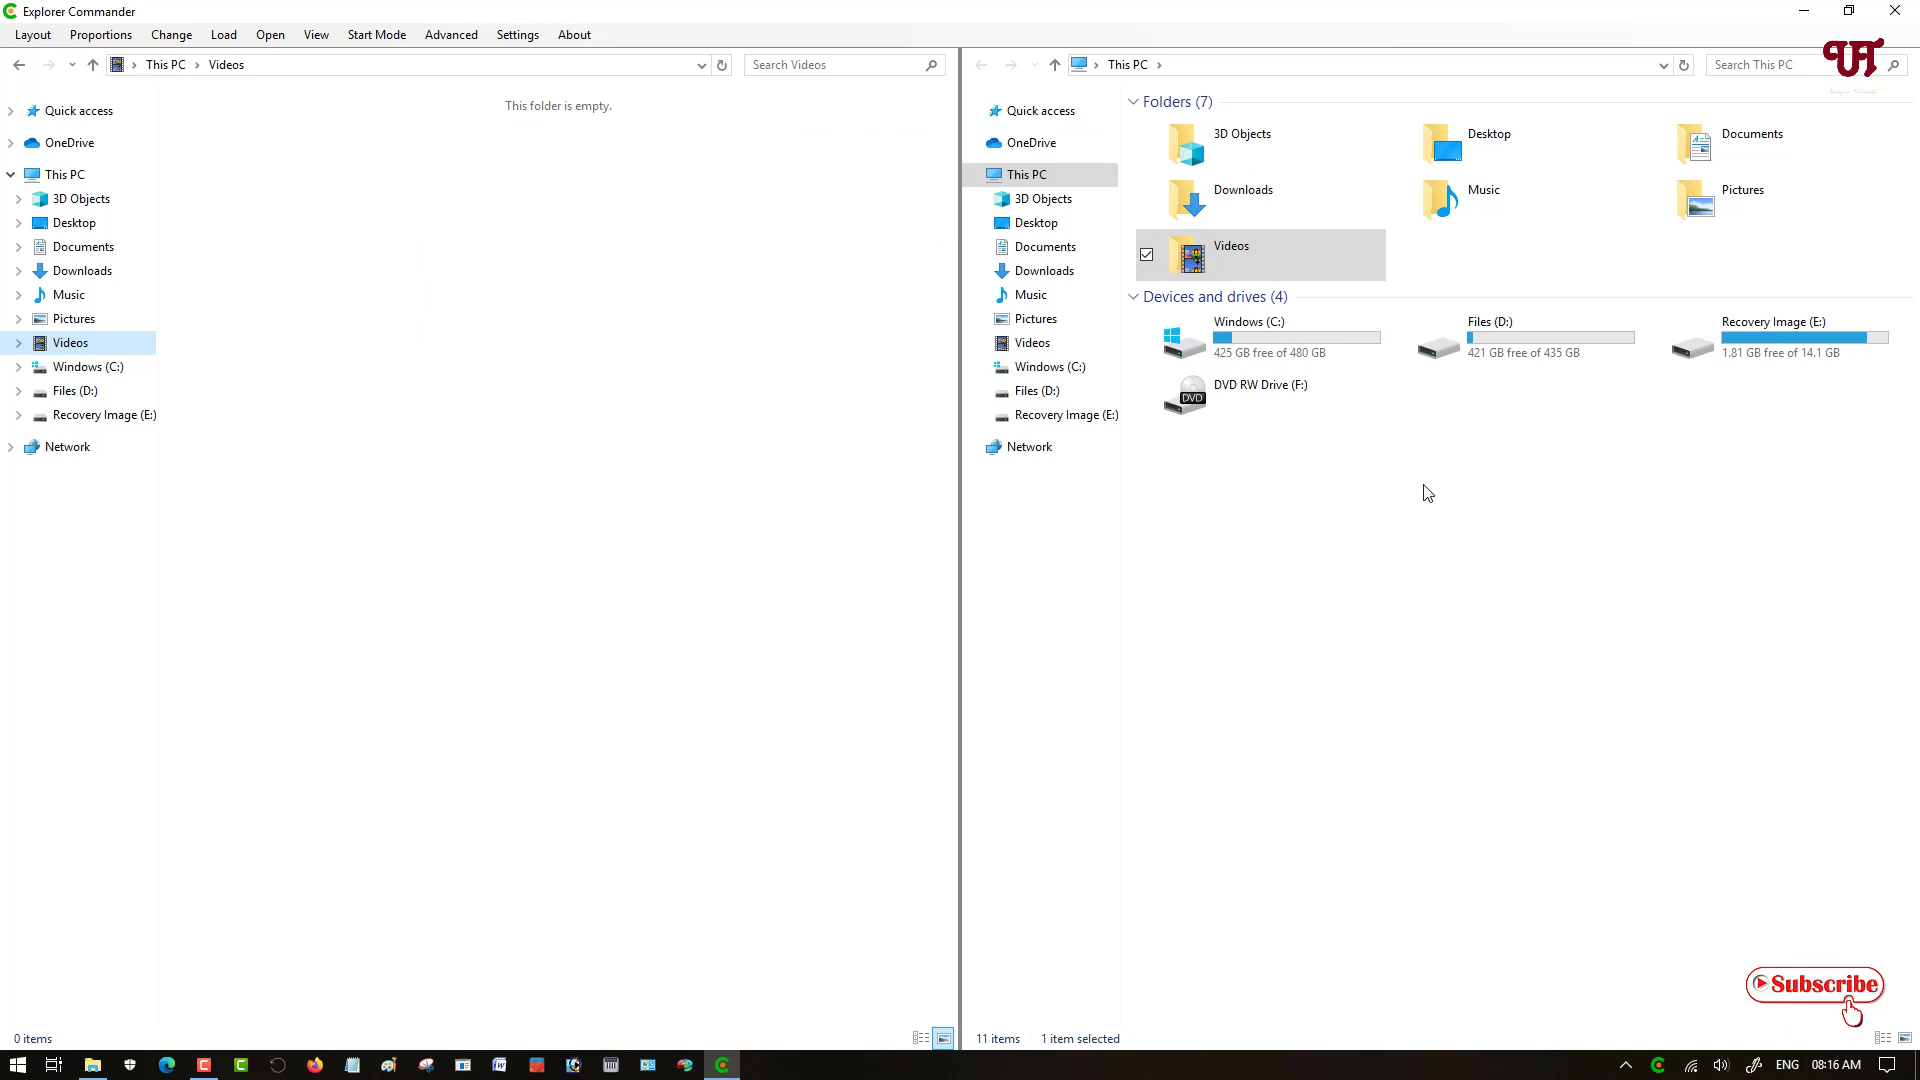 Explorer Commander
Layout Proportions Change Load Open View Start Mode Advanced Settings About
This PC Videos
Search Videos
Quick access
OneDrive
This PC
3D Objects
Desktop
Documents
Downloads
Music
Pictures
Videos
Windows (C:)
Files (D:)
Recovery Image (E:)
Network
This folder is empty.
0 items
This PC
Search This PC
Quick access
OneDrive
This PC
3D Objects
Desktop
Documents
Downloads
Music
Pictures
Videos
Windows (C:)
Files (D:)
Recovery Image (E:)
Network
Folders (7)
3D Objects Desktop Documents
Downloads Music Pictures
Videos
Devices and drives (4)
Windows (C:)
425 GB free of 480 GB
Files (D:)
421 GB free of 435 GB
Recovery Image (E:)
1.81 GB free of 14.1 GB
DVD RW Drive (F:)
DVD
Subscribe
11 items 1 item selected
ENG 08:16 AM